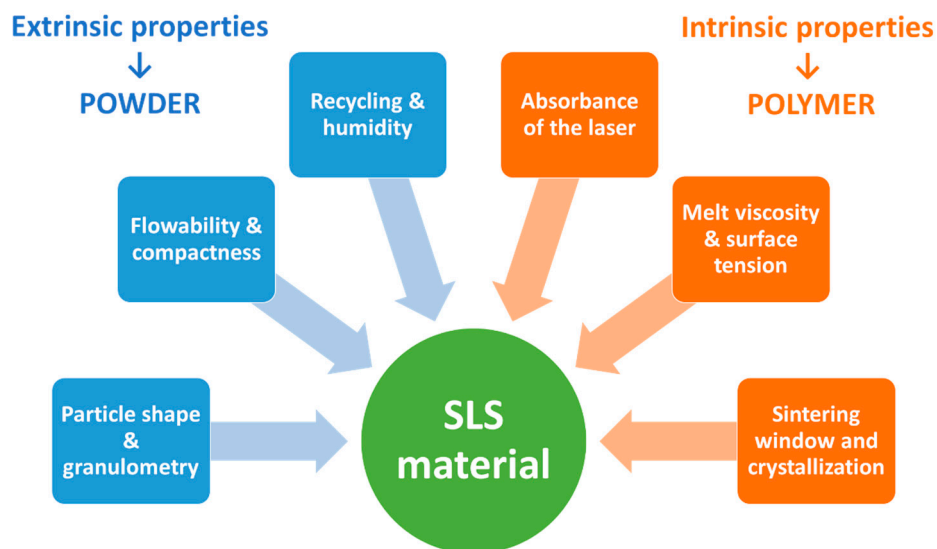 Extrinsic properties
↓
POWDER
Intrinsic properties
↓
POLYMER
Recycling &
humidity
Absorbance
of the laser
Flowability &
compactness
Melt viscosity
& surface
tension
Particle shape
&
granulometry
SLS
material
Sintering
window and
crystallization